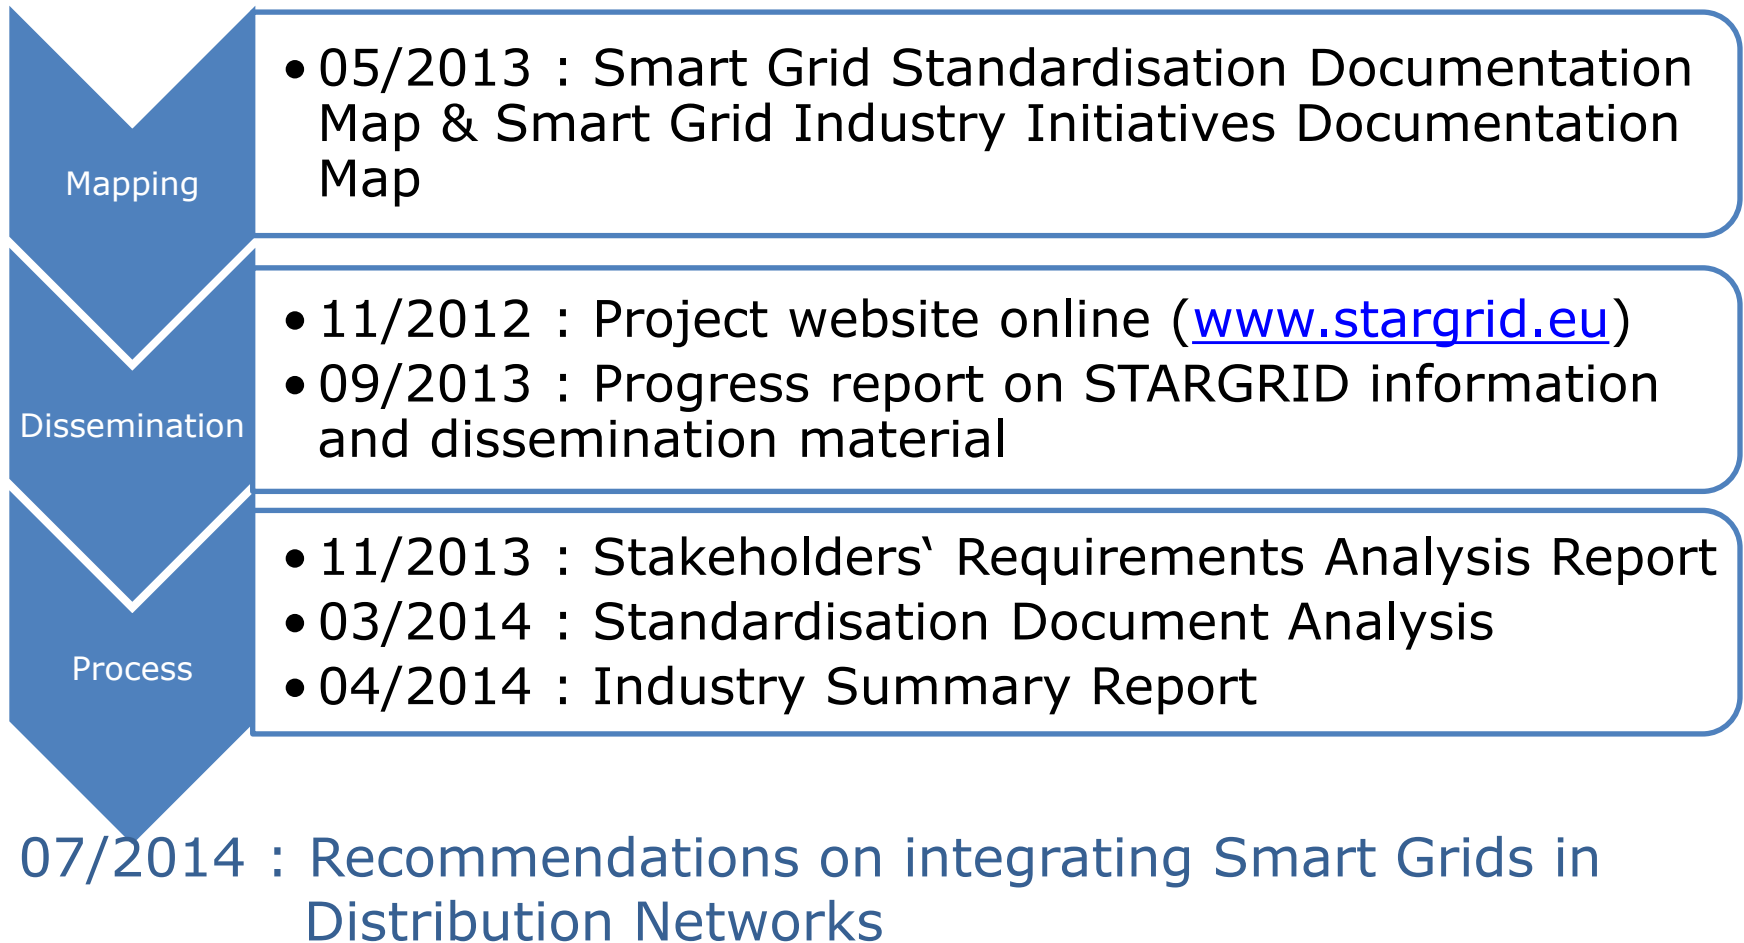 Mapping
• 05/2013 : Smart Grid Standardisation Documentation
Map & Smart Grid Industry Initiatives Documentation
Map
Dissemination
• 11/2012 : Project website online (www.stargrid.eu)
• 09/2013 : Progress report on STARGRID information
and dissemination material
Process
• 11/2013 : Stakeholders‘ Requirements Analysis Report
• 03/2014 : Standardisation Document Analysis
• 04/2014 : Industry Summary Report
07/2014 : Recommendations on integrating Smart Grids in
Distribution Networks